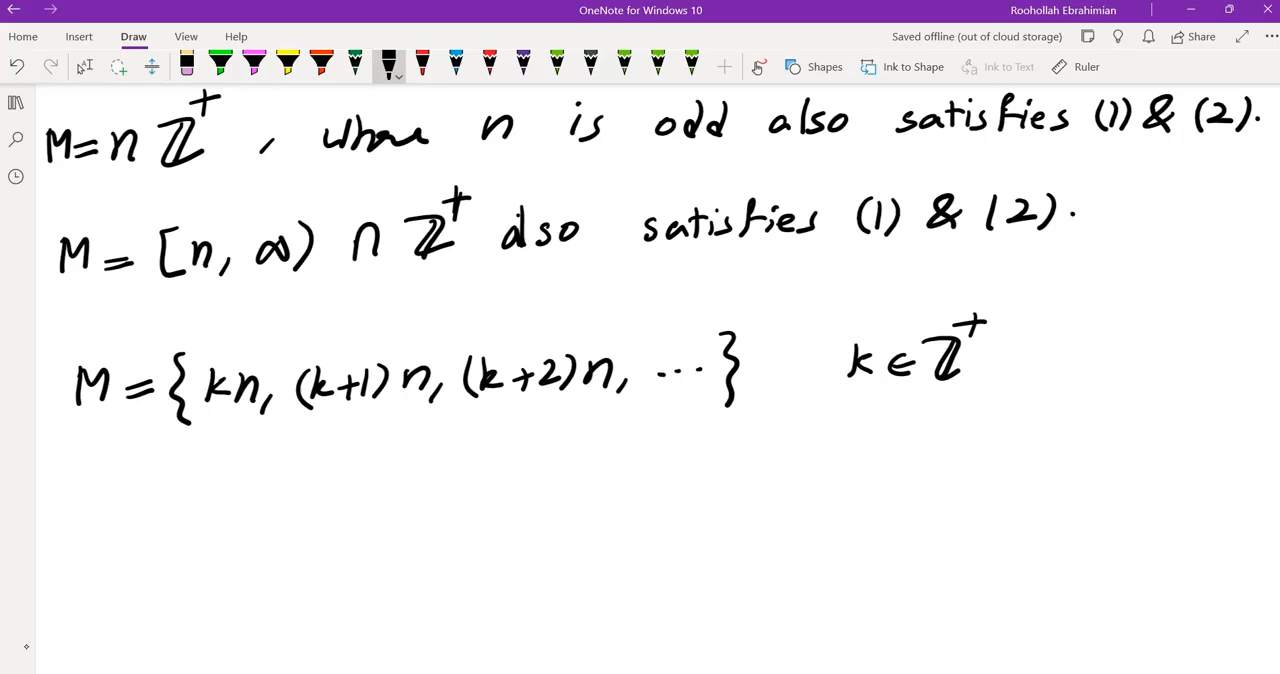 OneNote for Windows 10
Roohollah Ebrahimian
Home Insert Draw View Help
Saved offline (out of cloud storage)
Share
Shapes
Ink to Shape
Ink to Text
Ruler
M = n ℤ⁺, where n is odd also satisfies (1) & (2).
M = [n, ∞) ∩ ℤ⁺ also satisfies (1) & (2).
M = { kn, (k+1)n, (k+2)n, ... } k ∈ ℤ⁺